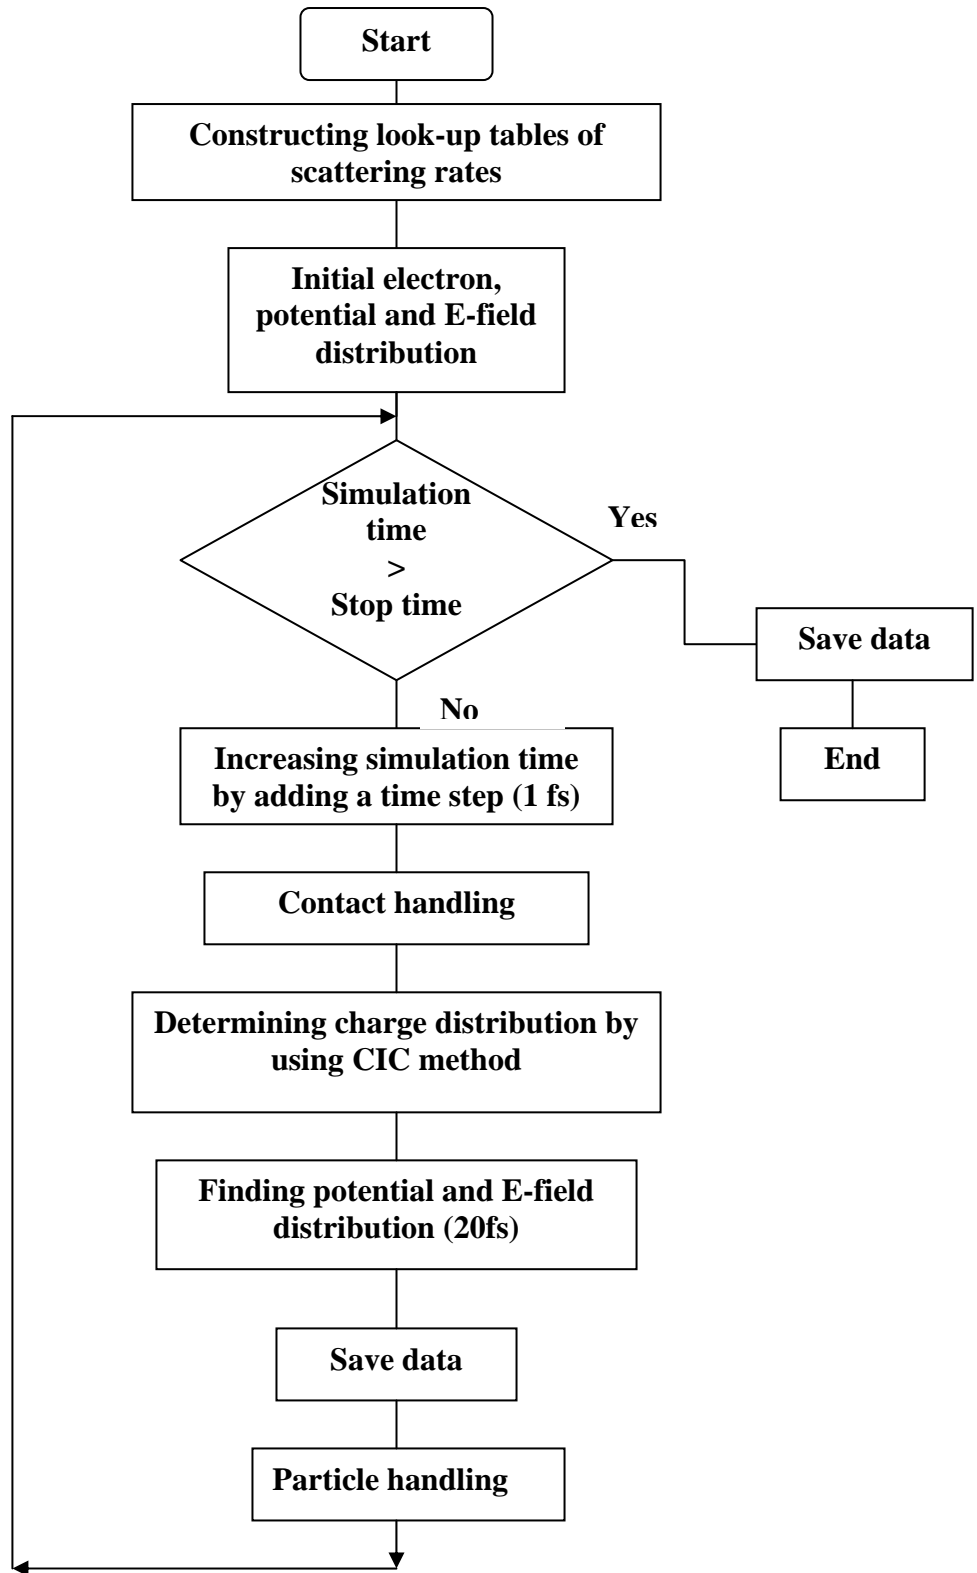 Start
Constructing look-up tables of
scattering rates
Initial electron,
potential and E-field
distribution
Simulation
time
>
Stop time
Yes
Save data
End
No
Increasing simulation time
by adding a time step (1 fs)
Contact handling
Determining charge distribution by
using CIC method
Finding potential and E-field
distribution (20fs)
Save data
Particle handling